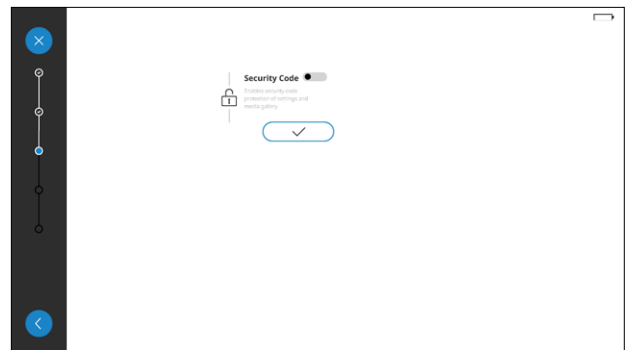 Security Code
Enables security code
protection of settings and
media gallery